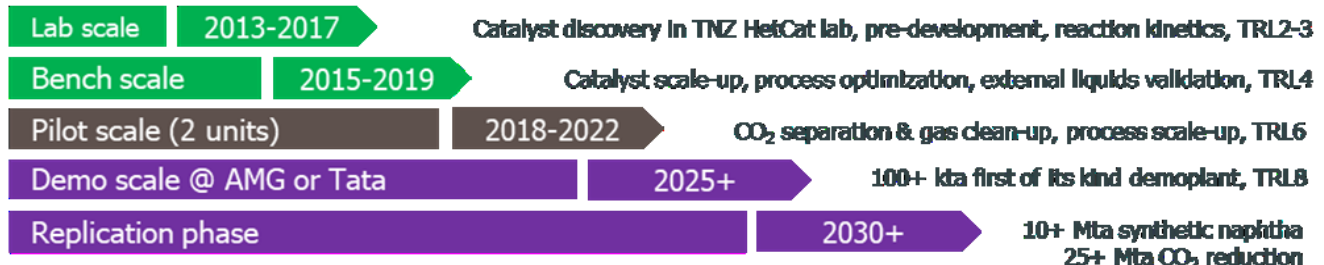 Lab scale 2013-2017 Catalyst discovery in TNZ HetCat lab, pre-development, reaction kinetics, TRL2-3
Bench scale 2015-2019 Catalyst scale-up, process optimization, external liquids validation, TRL4
Pilot scale (2 units) 2018-2022 CO₂ separation & gas clean-up, process scale-up, TRL6
Demo scale @ AMG or Tata 2025+ 100+ kta first of its kind demoplant, TRL8
Replication phase 2030+ 10+ Mta synthetic naphtha
25+ Mta CO₂ reduction